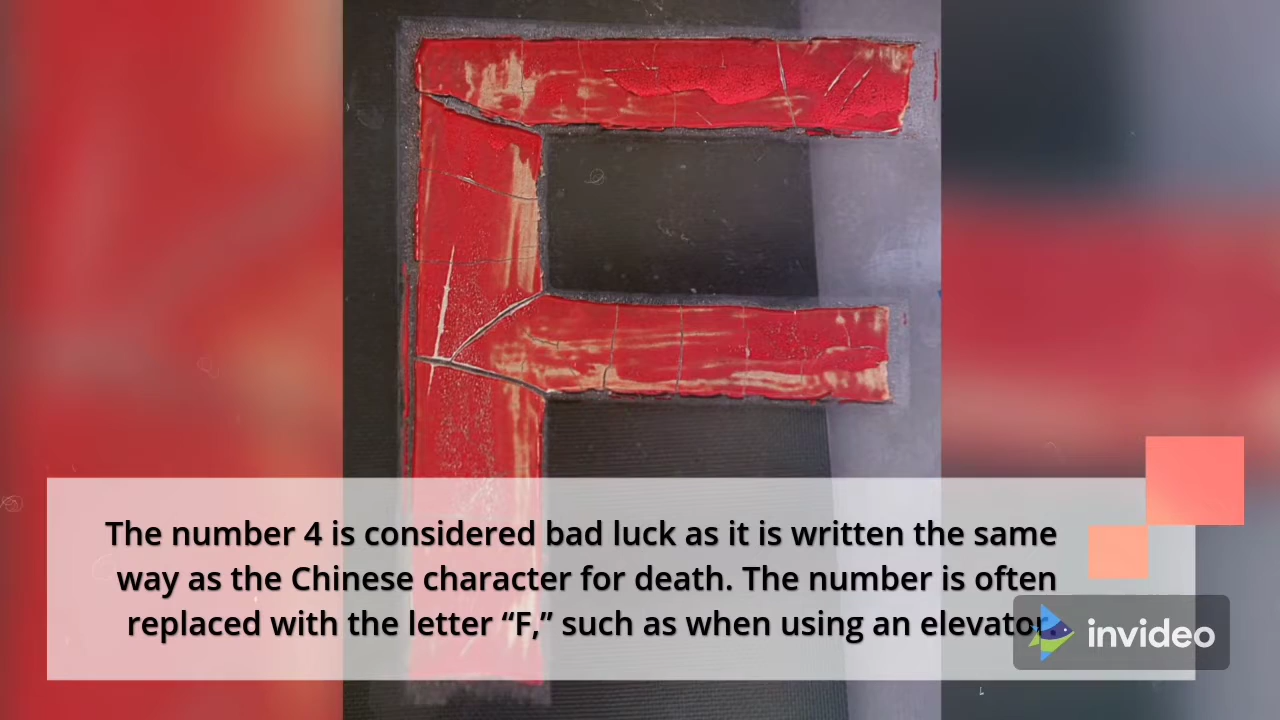 F
The number 4 is considered bad luck as it is written the same
way as the Chinese character for death. The number is often
replaced with the letter “F,” such as when using an elevator.
invideo